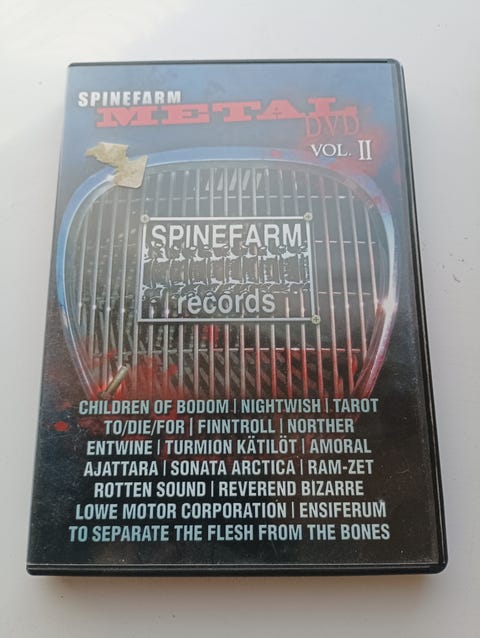 SPINEFARM
METAL
DVD
VOL. II
SPINEFARM
records
CHILDREN OF BODOM | NIGHTWISH | TAROT
TO/DIE/FOR | FINNTROLL | NORTHER
ENTWINE | TURMION KÄTILÖT | AMORAL
AJATTARA | SONATA ARCTICA | RAM-ZET
ROTTEN SOUND | REVEREND BIZARRE
LOWE MOTOR CORPORATION | ENSIFERUM
TO SEPARATE THE FLESH FROM THE BONES